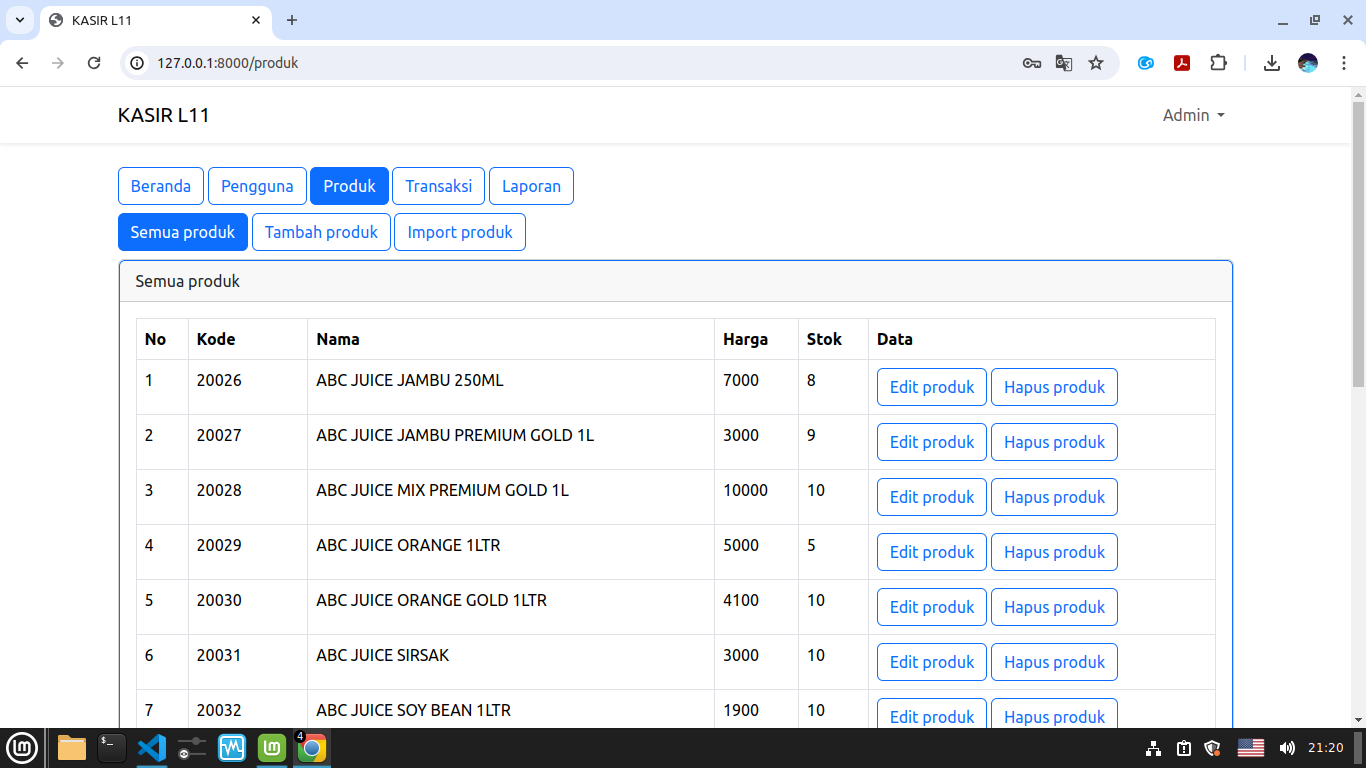 KASIR L11
127.0.0.1:8000/produk
KASIR L11 Admin
Beranda Pengguna Produk Transaksi Laporan
Semua produk Tambah produk Import produk
Semua produk
No Kode Nama Harga Stok Data
1 20026 ABC JUICE JAMBU 250ML 7000 8 Edit produk Hapus produk
2 20027 ABC JUICE JAMBU PREMIUM GOLD 1L 3000 9 Edit produk Hapus produk
3 20028 ABC JUICE MIX PREMIUM GOLD 1L 10000 10 Edit produk Hapus produk
4 20029 ABC JUICE ORANGE 1LTR 5000 5 Edit produk Hapus produk
5 20030 ABC JUICE ORANGE GOLD 1LTR 4100 10 Edit produk Hapus produk
6 20031 ABC JUICE SIRSAK 3000 10 Edit produk Hapus produk
7 20032 ABC JUICE SOY BEAN 1LTR 1900 10 Edit produk Hapus produk
4
21:20